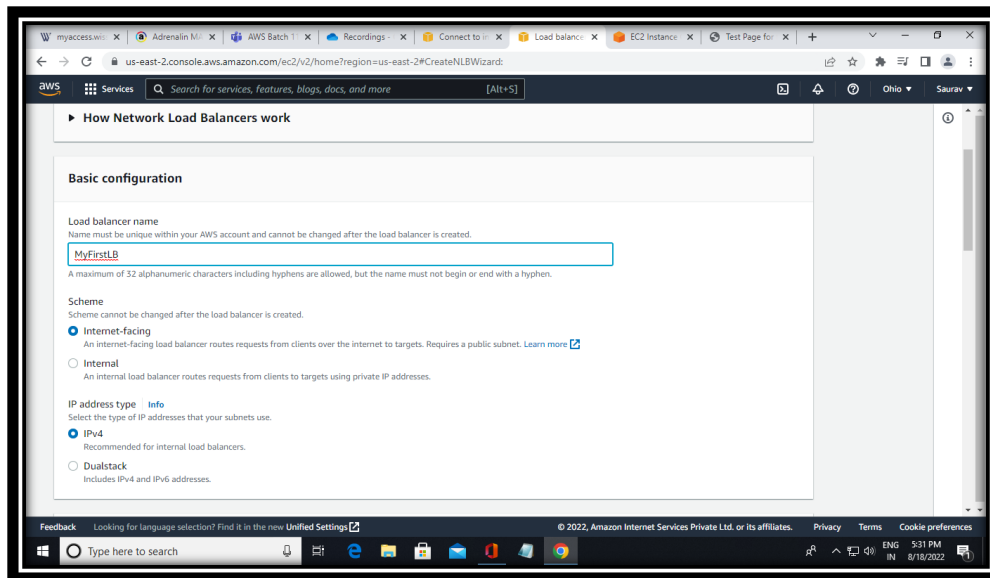 myaccess.wis
Adrenalin MA
AWS Batch 11
Recordings -
Connect to in
Load balance
EC2 Instance
Test Page for
us-east-2.console.aws.amazon.com/ec2/v2/home?region=us-east-2#CreateNLBWizard:
aws Services Search for services, features, blogs, docs, and more [Alt+S] Ohio Saurav
How Network Load Balancers work
Basic configuration
Load balancer name
Name must be unique within your AWS account and cannot be changed after the load balancer is created.
MyFirstLB
A maximum of 32 alphanumeric characters including hyphens are allowed, but the name must not begin or end with a hyphen.
Scheme
Scheme cannot be changed after the load balancer is created.
Internet-facing
An internet-facing load balancer routes requests from clients over the internet to targets. Requires a public subnet. Learn more
Internal
An internal load balancer routes requests from clients to targets using private IP addresses.
IP address type Info
Select the type of IP addresses that your subnets use.
IPv4
Recommended for internal load balancers.
Dualstack
Includes IPv4 and IPv6 addresses.
Feedback Looking for language selection? Find it in the new Unified Settings © 2022, Amazon Internet Services Private Ltd. or its affiliates. Privacy Terms Cookie preferences
Type here to search
ENG 5:31 PM
IN 8/18/2022